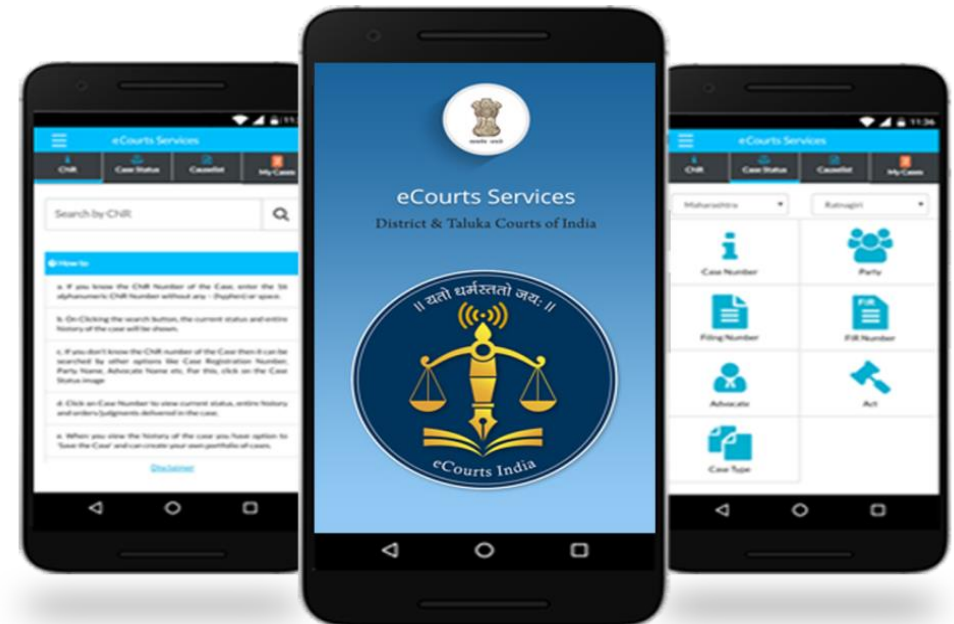 eCourts Services
CNR
Case Status
Causelist
My Cases
Search by CNR
How to
a. If you know the CNR Number of the Case, enter the 16
alphanumeric CNR Number without any - (hyphen) or space.
b. On Clicking the search button, the current status and entire
history of the case will be shown.
c. If you don't know the CNR number of the Case then it can be
searched by other options like Case Registration Number,
Party Name, Advocate Name etc. For this, click on the Case
Status image
d. Click on Case Number to view current status, entire history
and orders/judgments delivered in the case.
e. When you view the history of the case you have option to
'Save the Case' and can create your own portfolio of cases.
Disclaimer
eCourts Services
District & Taluka Courts of India
॥ यतो धर्मस्ततो जयः ॥
eCourts India
11:36
eCourts Services
CNR
Case Status
Causelist
My Cases
Maharashtra
Ratnagiri
Case Number
Party
Filing Number
FIR
FIR Number
Advocate
Act
Case Type